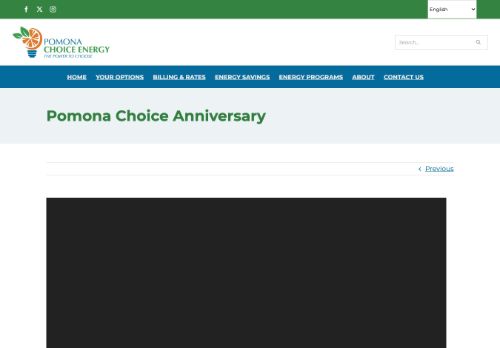 English
POMONA
CHOICE ENERGY
THE POWER TO CHOOSE
Search...
HOME YOUR OPTIONS BILLING & RATES ENERGY SAVINGS ENERGY PROGRAMS ABOUT CONTACT US
Pomona Choice Anniversary
Previous